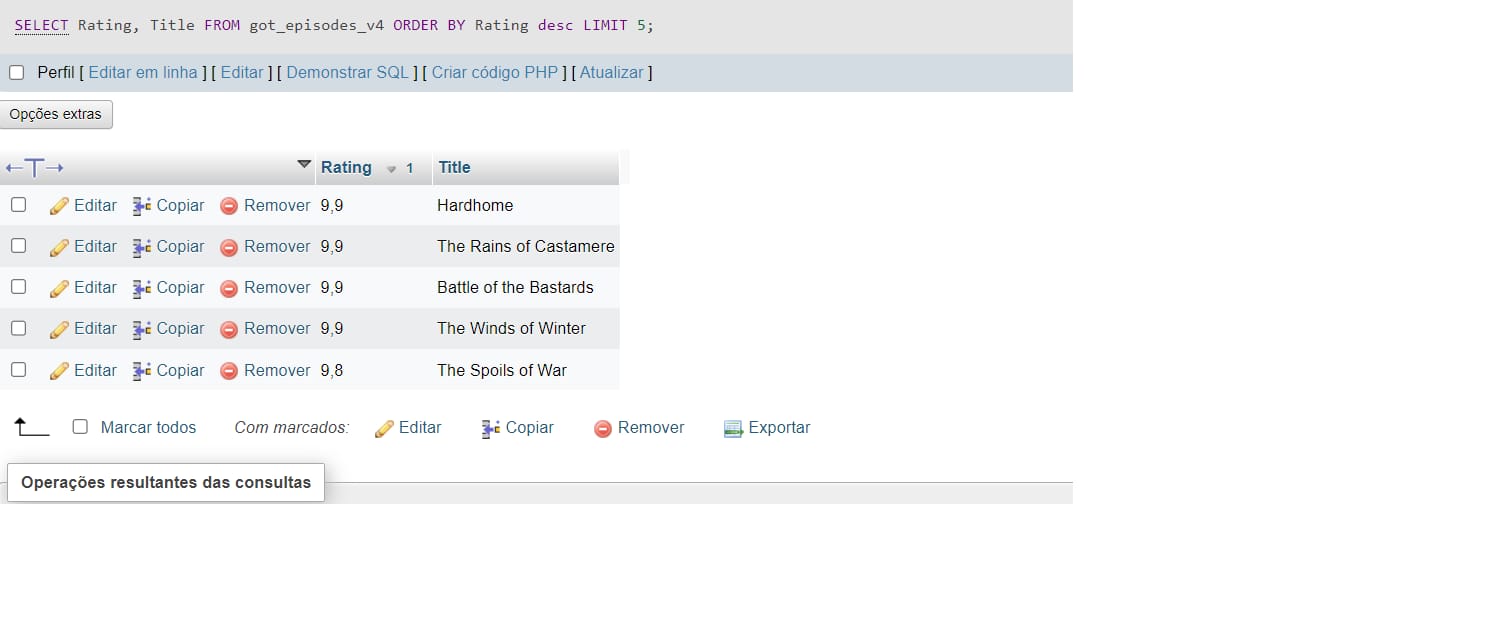 SELECT Rating, Title FROM got_episodes_v4 ORDER BY Rating desc LIMIT 5;
Perfil [ Editar em linha ] [ Editar ] [ Demonstrar SQL ] [ Criar código PHP ] [ Atualizar ]
Opções extras
←T→ Rating 1 Title
Editar Copiar Remover 9,9 Hardhome
Editar Copiar Remover 9,9 The Rains of Castamere
Editar Copiar Remover 9,9 Battle of the Bastards
Editar Copiar Remover 9,9 The Winds of Winter
Editar Copiar Remover 9,8 The Spoils of War
Marcar todos Com marcados: Editar Copiar Remover Exportar
Operações resultantes das consultas